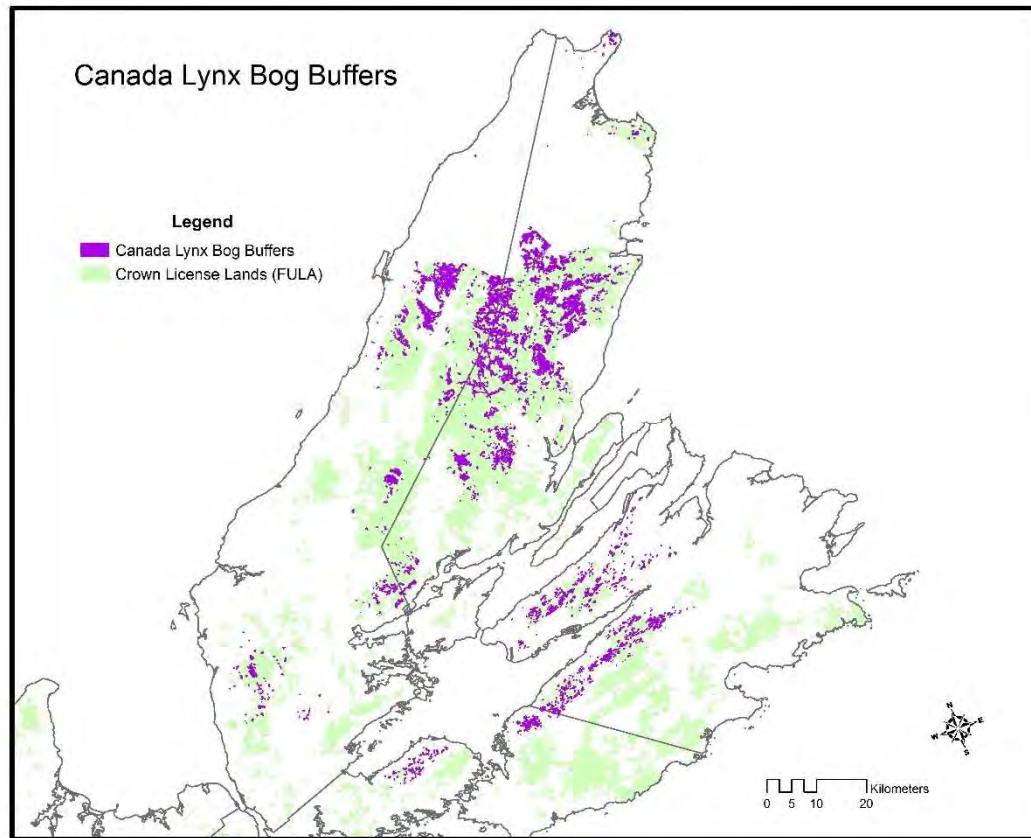 Canada Lynx Bog Buffers
Legend
Canada Lynx Bog Buffers
Crown License Lands (FULA)
N
W E
S
Kilometers
0 5 10 20